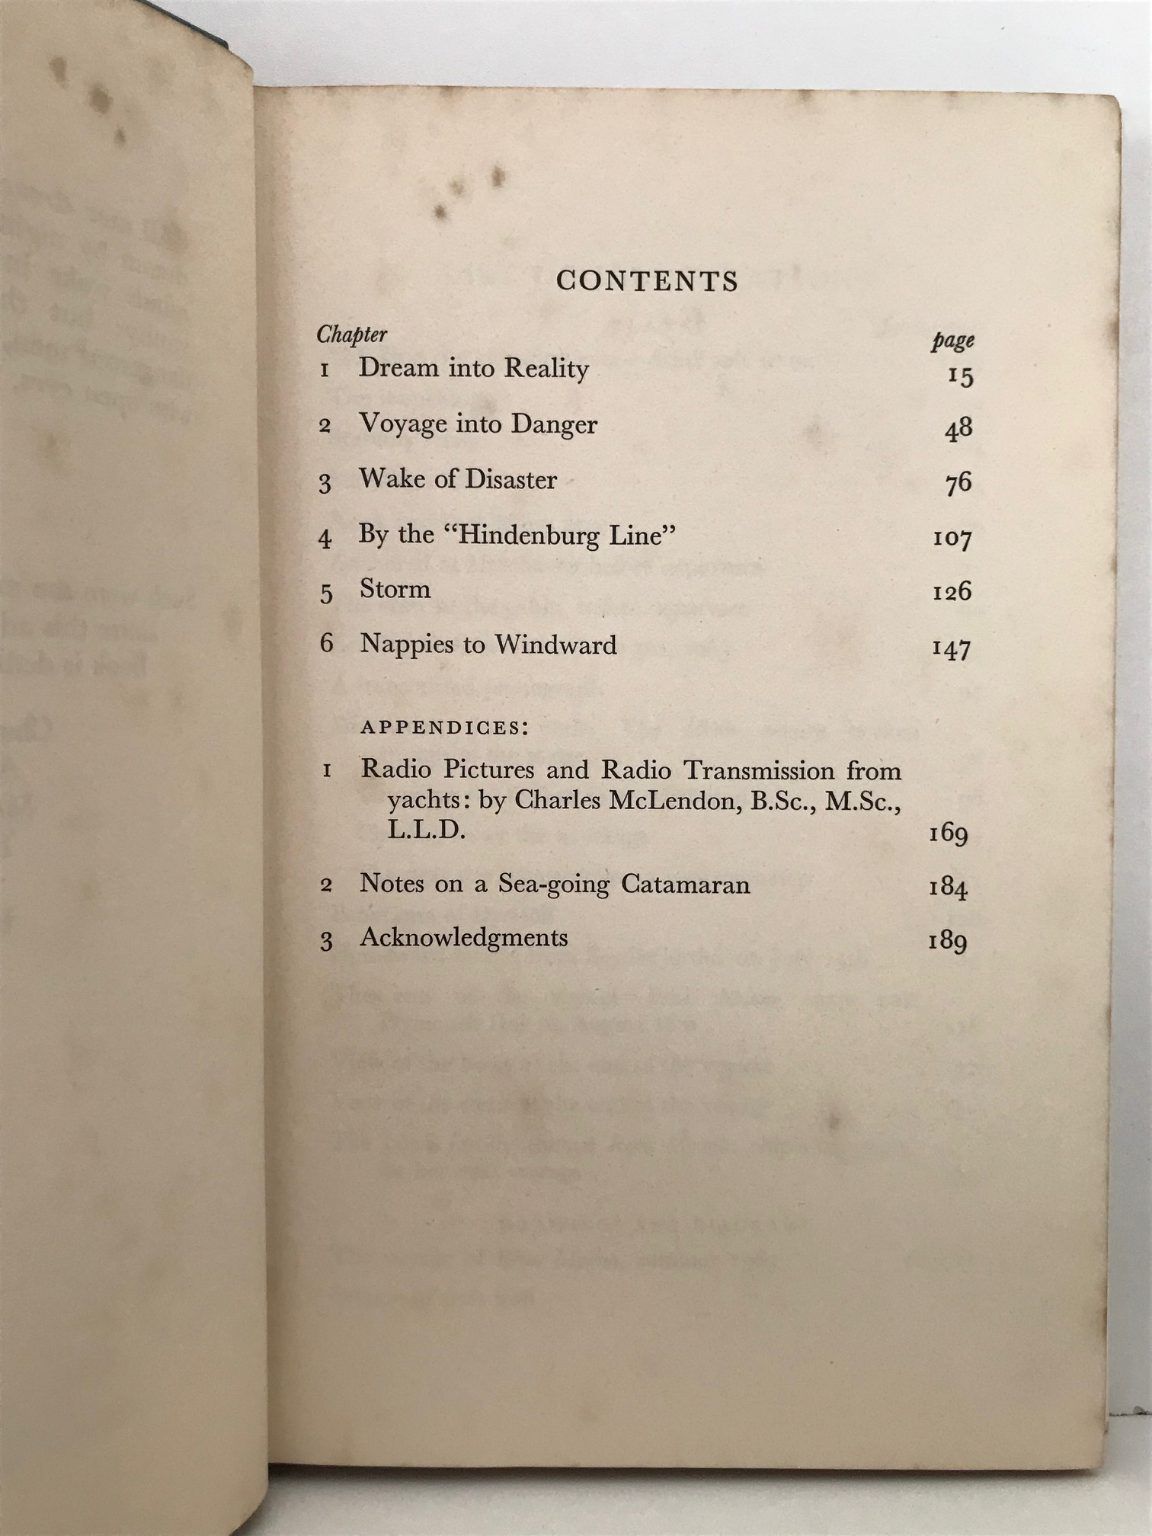 CONTENTS
Chapter page
1 Dream into Reality 15
2 Voyage into Danger 48
3 Wake of Disaster 76
4 By the “Hindenburg Line” 107
5 Storm 126
6 Nappies to Windward 147
APPENDICES:
1 Radio Pictures and Radio Transmission from
yachts: by Charles McLendon, B.Sc., M.Sc.,
L.L.D. 169
2 Notes on a Sea-going Catamaran 184
3 Acknowledgments 189